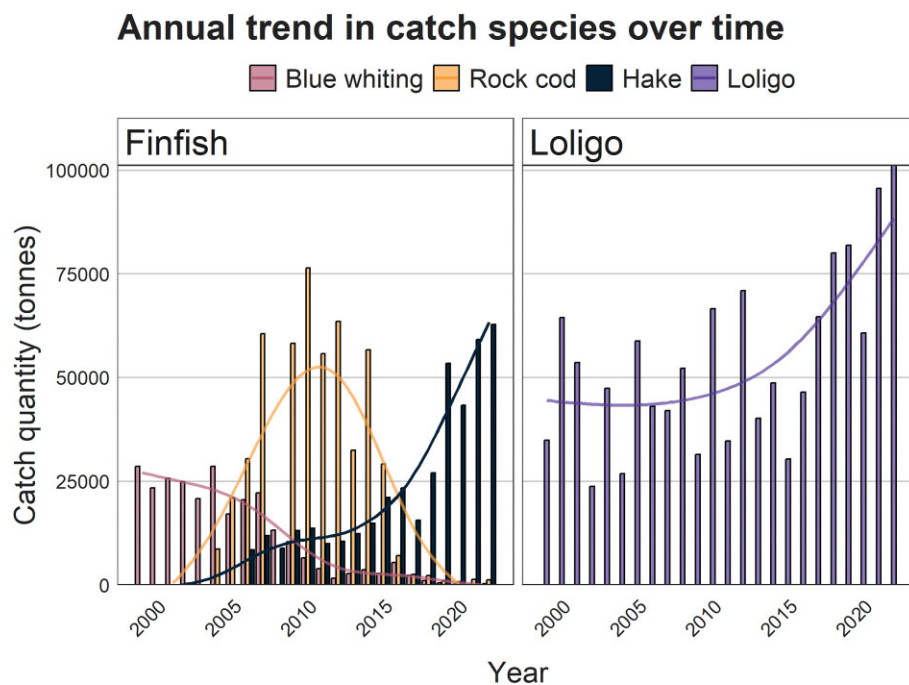 Annual trend in catch species over time
Blue whiting Rock cod Hake Loligo
Finfish Loligo
Catch quantity (tonnes)
100000
75000
50000
25000
0
2000 2005 2010 2015 2020 2000 2005 2010 2015 2020
Year